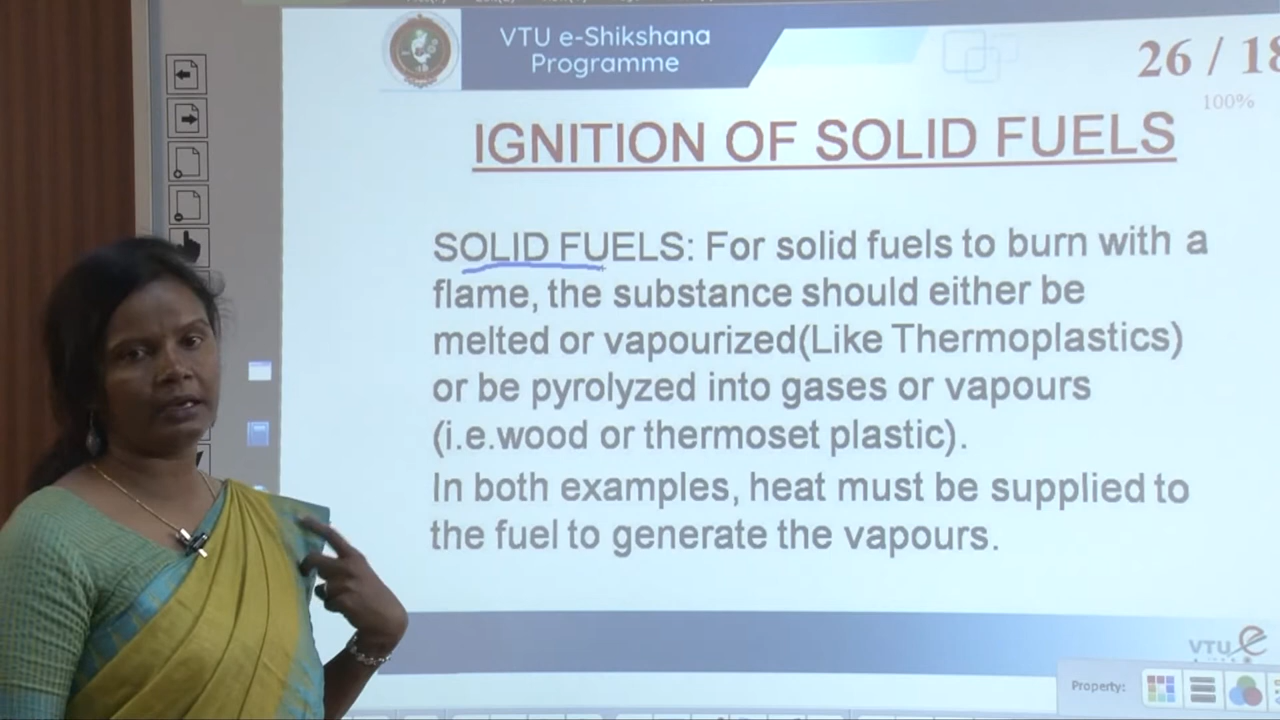 VTU e-Shikshana
Programme
26 / 18
100%
IGNITION OF SOLID FUELS
SOLID FUELS: For solid fuels to burn with a
flame, the substance should either be
melted or vapourized(Like Thermoplastics)
or be pyrolyzed into gases or vapours
(i.e.wood or thermoset plastic).
In both examples, heat must be supplied to
the fuel to generate the vapours.
VTU e
Property: